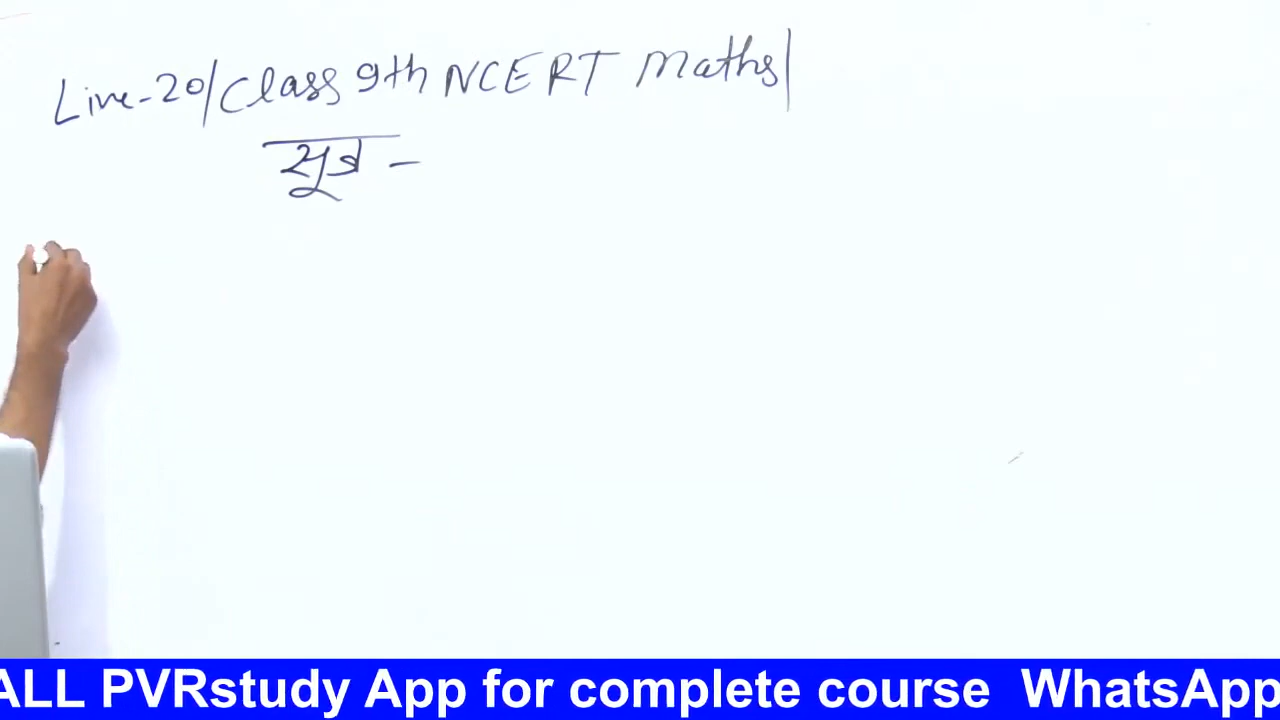 Live-20/Class 9th NCERT Maths|
सूत्र -
ALL PVRstudy App for complete course WhatsApp